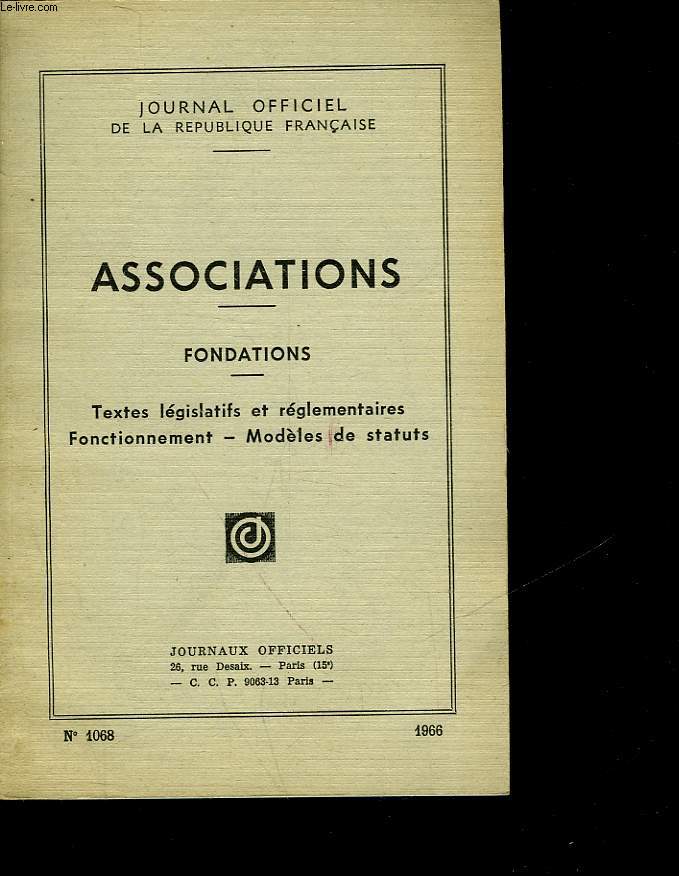 Le-livre.com
JOURNAL OFFICIEL
DE LA REPUBLIQUE FRANÇAISE
ASSOCIATIONS
FONDATIONS
Textes législatifs et réglementaires
Fonctionnement – Modèles de statuts
JOURNAUX OFFICIELS
26, rue Desaix. — Paris (15e)
— C. C. P. 9063-13 Paris —
N° 1068 1966